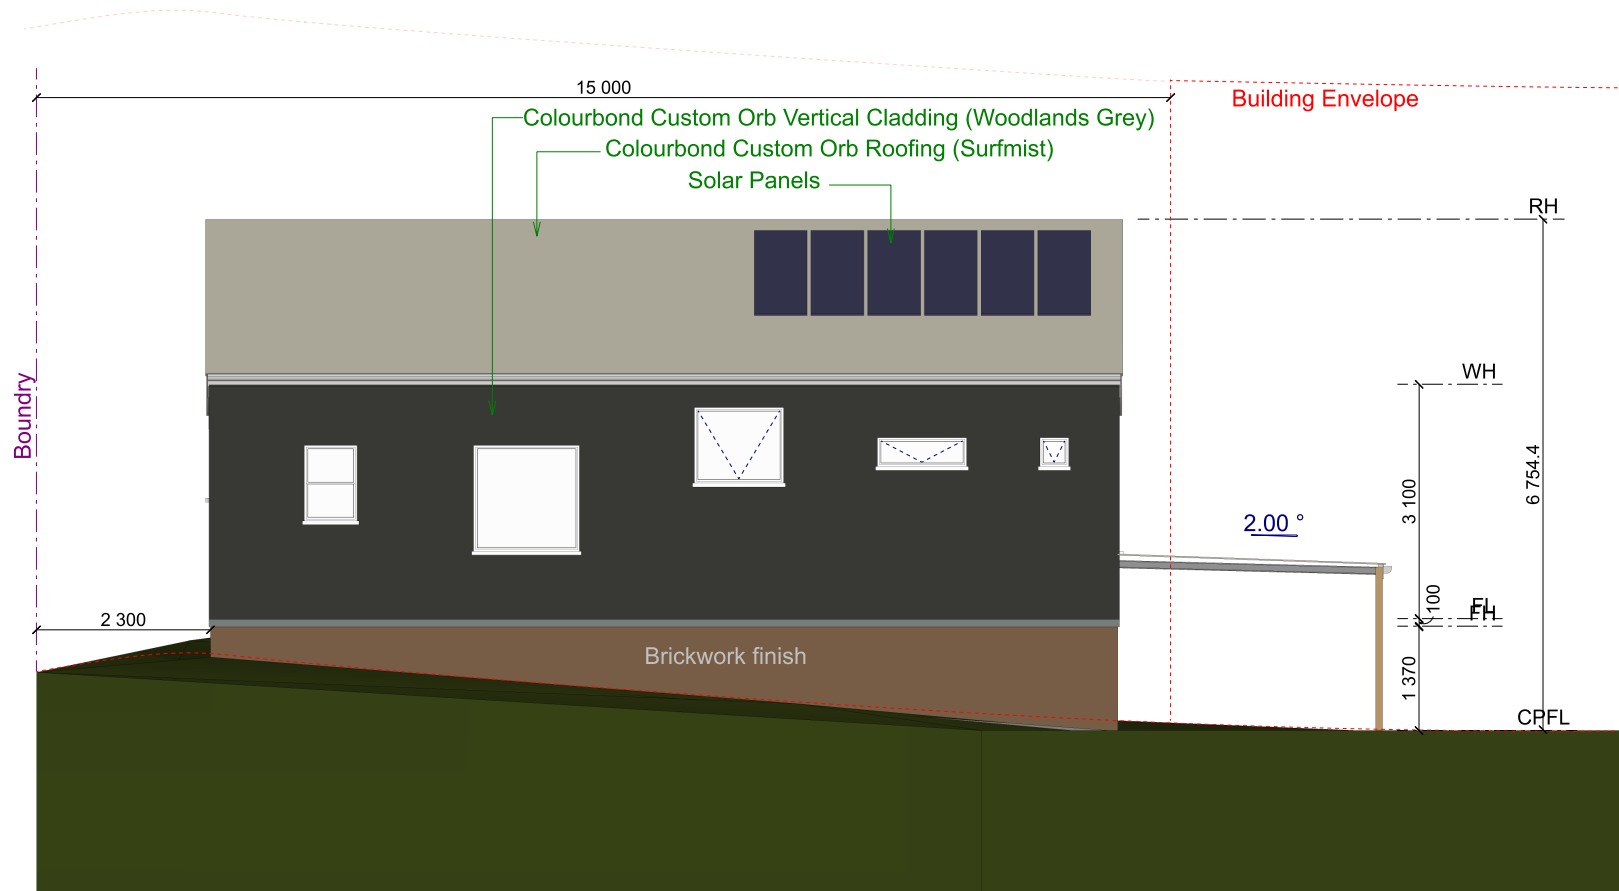 15 000
Building Envelope
Colourbond Custom Orb Vertical Cladding (Woodlands Grey)
Colourbond Custom Orb Roofing (Surfmist)
Solar Panels
RH
WH
Boundry
6 754.4
3 100
2.00 °
100
FL
FH
2 300
Brickwork finish
1 370
CPFL